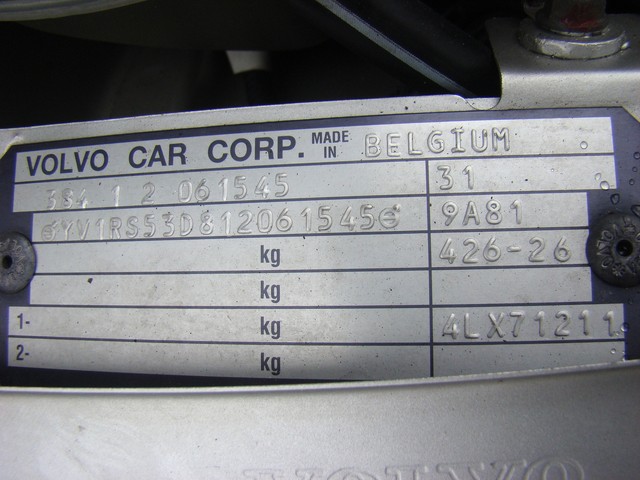 VOLVO CAR CORP. MADE IN BELGIUM
384 1 2 061545 31
YV1RS53D812061545 9A81
kg 426-26
kg
1- kg 4LX71211
2- kg
VOLVO